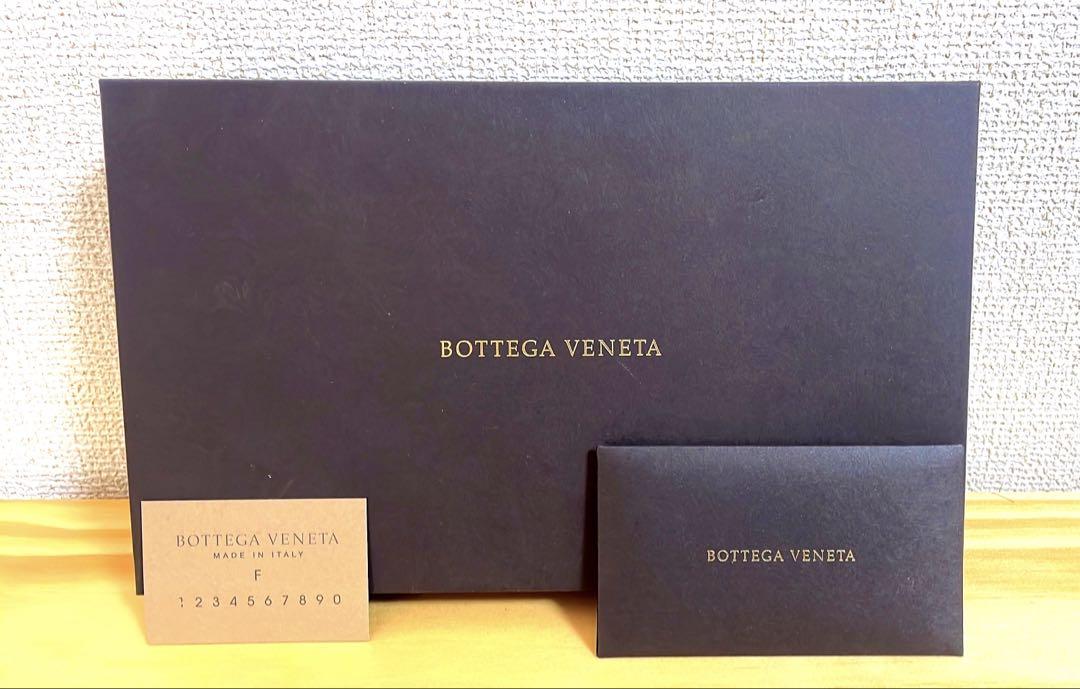 BOTTEGA VENETA
BOTTEGA VENETA
MADE IN ITALY
F
1 2 3 4 5 6 7 8 9 0
BOTTEGA VENETA